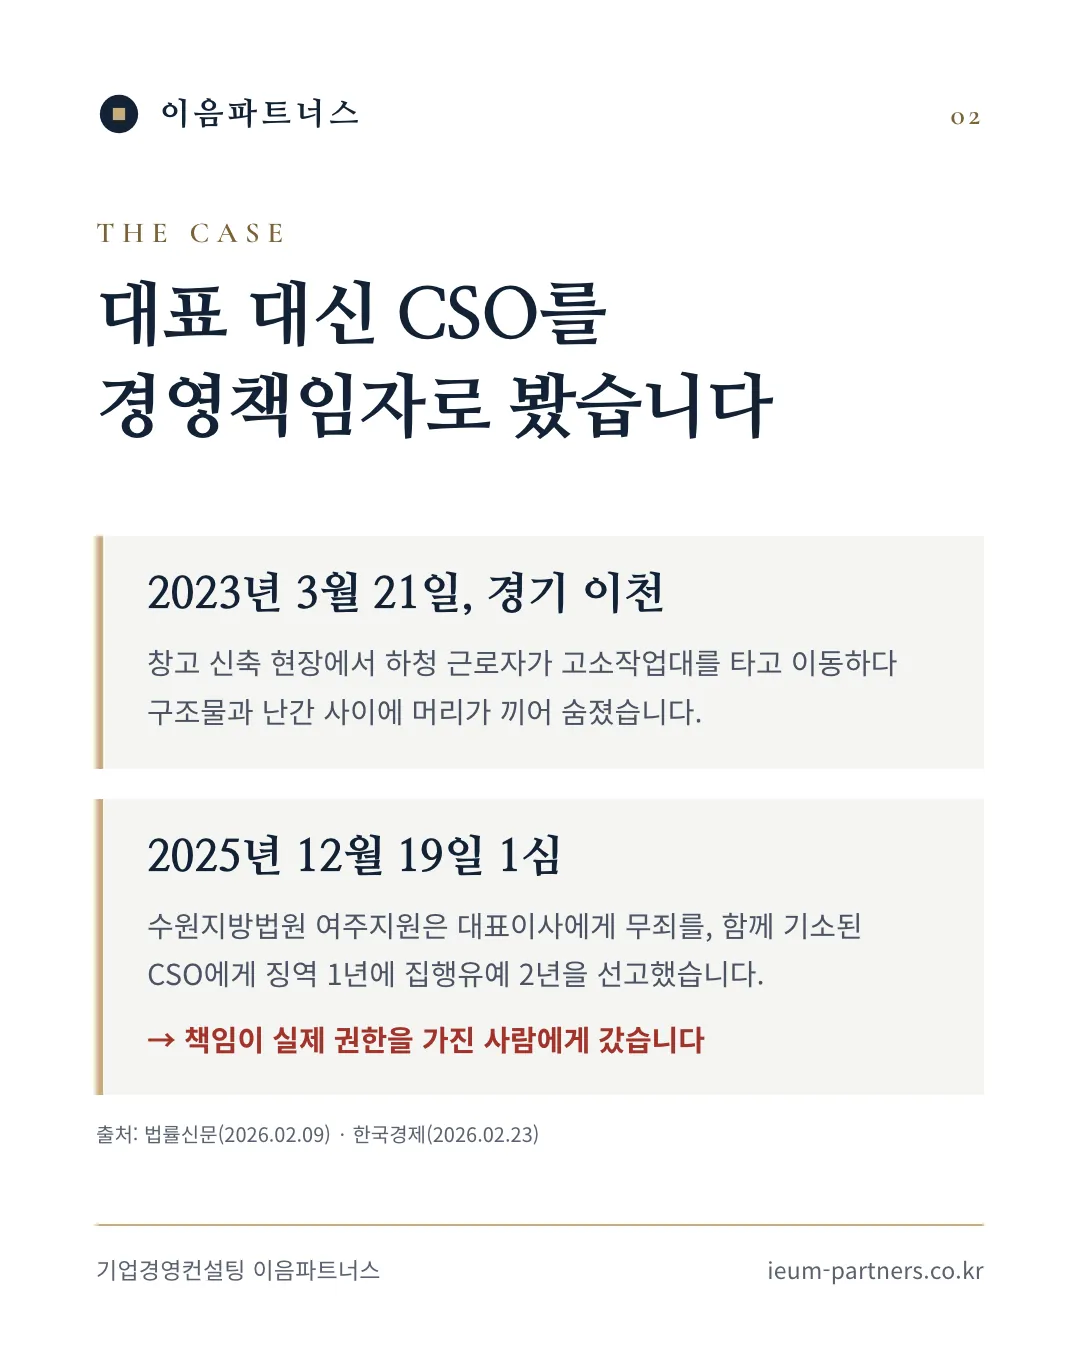 이음파트너스
02
THE CASE
대표 대신 CSO를
경영책임자로 봤습니다
2023년 3월 21일, 경기 이천
창고 신축 현장에서 하청 근로자가 고소작업대를 타고 이동하다
구조물과 난간 사이에 머리가 끼어 숨졌습니다.
2025년 12월 19일 1심
수원지방법원 여주지원은 대표이사에게 무죄를, 함께 기소된
CSO에게 징역 1년에 집행유예 2년을 선고했습니다.
→ 책임이 실제 권한을 가진 사람에게 갔습니다
출처: 법률신문(2026.02.09) · 한국경제(2026.02.23)
기업경영컨설팅 이음파트너스
ieum-partners.co.kr